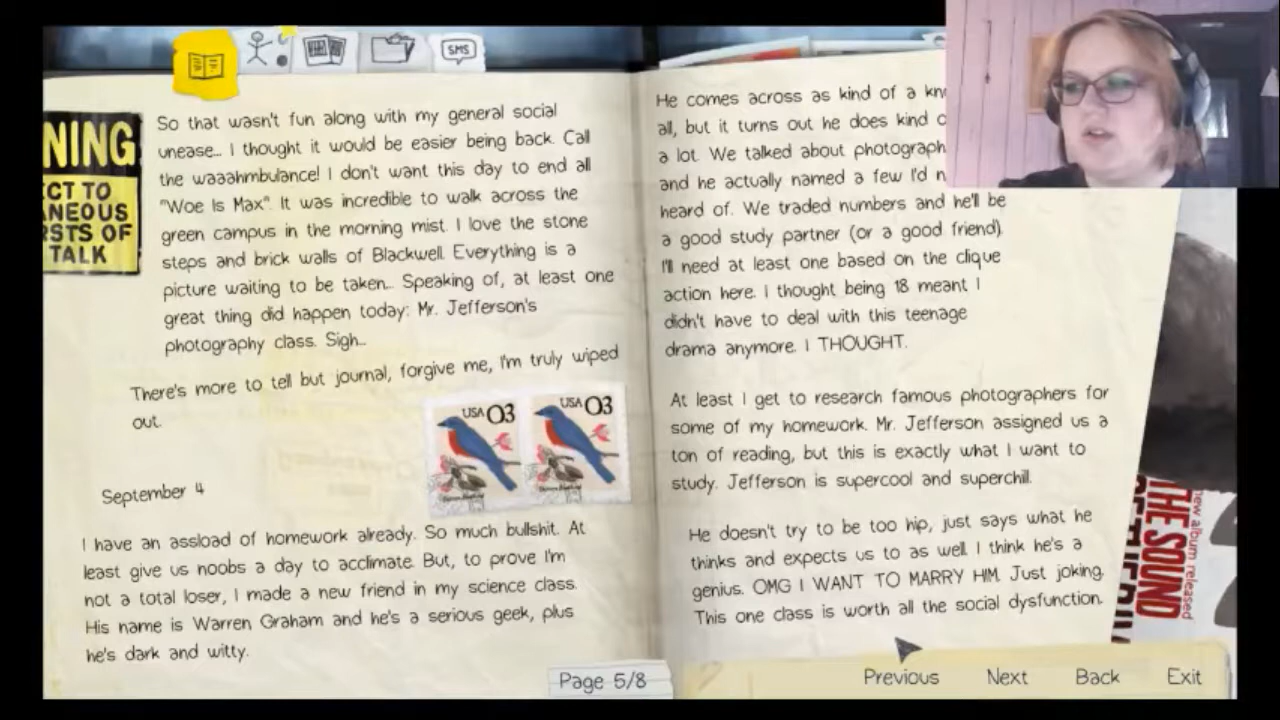 SMS
NING
ECT TO
ANEOUS
RSTS OF
TALK
So that wasn't fun along with my general social
unease... I thought it would be easier being back. Call
the waaahmbulance! I don't want this day to end all
"Woe Is Max". It was incredible to walk across the
green campus in the morning mist. I love the stone
steps and brick walls of Blackwell. Everything is a
picture waiting to be taken... Speaking of, at least one
great thing did happen today: Mr. Jefferson's
photography class. Sigh...
There's more to tell but journal, forgive me, I'm truly wiped
out.
USA 03
USA 03
September 4
I have an assload of homework already. So much bullshit. At
least give us noobs a day to acclimate. But, to prove I'm
not a total loser, I made a new friend in my science class.
His name is Warren Graham and he's a serious geek, plus
he's dark and witty.
He comes across as kind of a kn
all, but it turns out he does kind
a lot. We talked about photograph
and he actually named a few I'd n
heard of. We traded numbers and he'll be
a good study partner (or a good friend).
I'll need at least one based on the clique
action here. I thought being 18 meant I
didn't have to deal with this teenage
drama anymore. I THOUGHT.
At least I get to research famous photographers for
some of my homework. Mr. Jefferson assigned us a
ton of reading, but this is exactly what I want to
study. Jefferson is supercool and superchill.
He doesn't try to be too hip, just says what he
thinks and expects us to as well. I think he's a
genius. OMG I WANT TO MARRY HIM. Just joking.
This one class is worth all the social dysfunction.
new album released
THE SOUND
Page 5/8
Previous
Next
Back
Exit